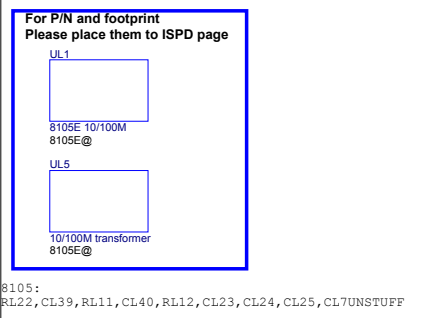 For P/N and footprint
Please place them to ISPD page
UL1
8105E 10/100M
8105E@
UL5
10/100M transformer
8105E@
8105:
RL22,CL39,RL11,CL40,RL12,CL23,CL24,CL25,CL7UNSTUFF